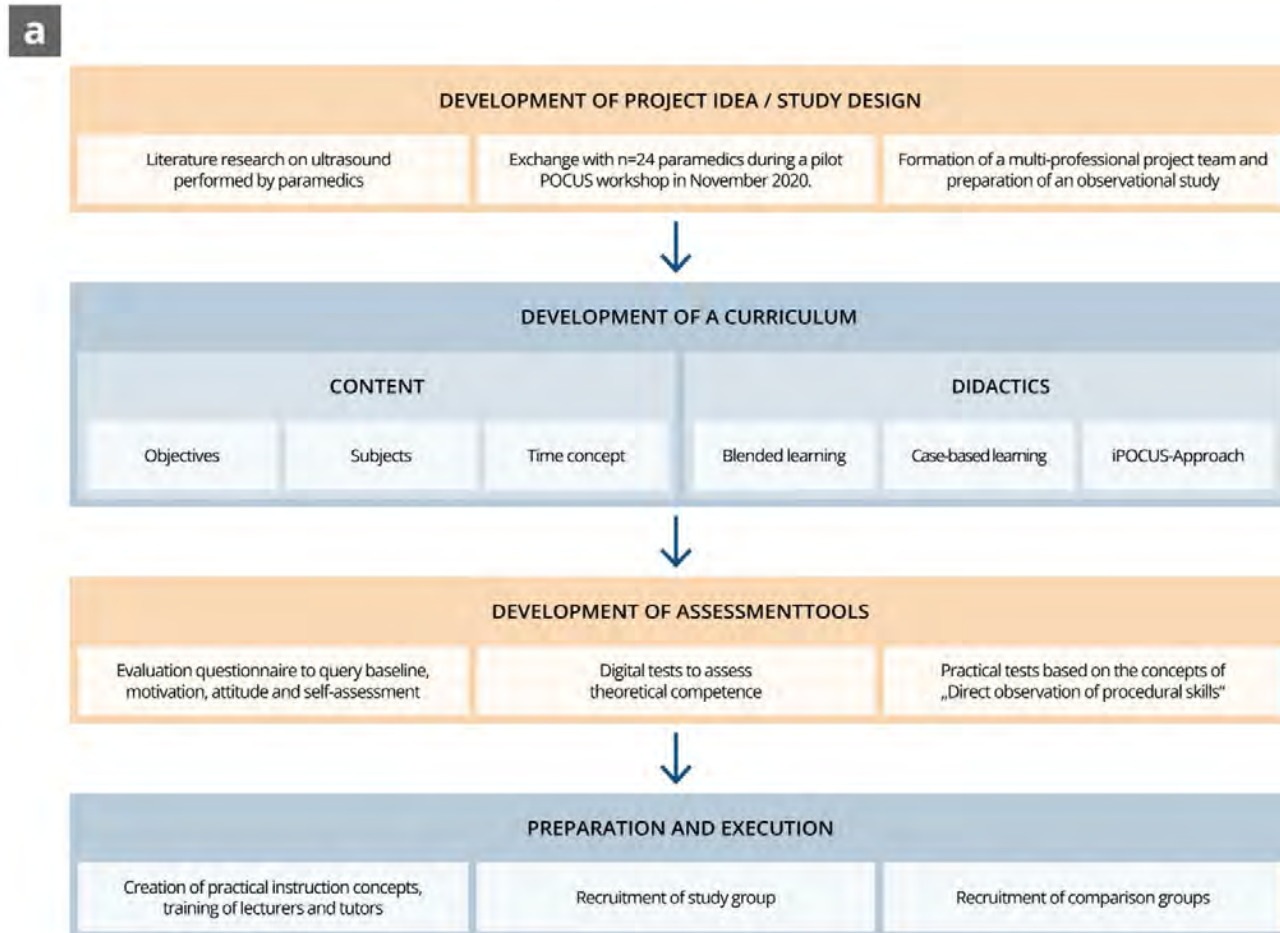 a
DEVELOPMENT OF PROJECT IDEA / STUDY DESIGN
Literature research on ultrasound
performed by paramedics
Exchange with n=24 paramedics during a pilot
POCUS workshop in November 2020.
Formation of a multi-professional project team and
preparation of an observational study
DEVELOPMENT OF A CURRICULUM
CONTENT
Objectives
Subjects
Time concept
DIDACTICS
Blended learning
Case-based learning
iPOCUS-Approach
DEVELOPMENT OF ASSESSMENTTOOLS
Evaluation questionnaire to query baseline,
motivation, attitude and self-assessment
Digital tests to assess
theoretical competence
Practical tests based on the concepts of
„Direct observation of procedural skills“
PREPARATION AND EXECUTION
Creation of practical instruction concepts,
training of lecturers and tutors
Recruitment of study group
Recruitment of comparison groups